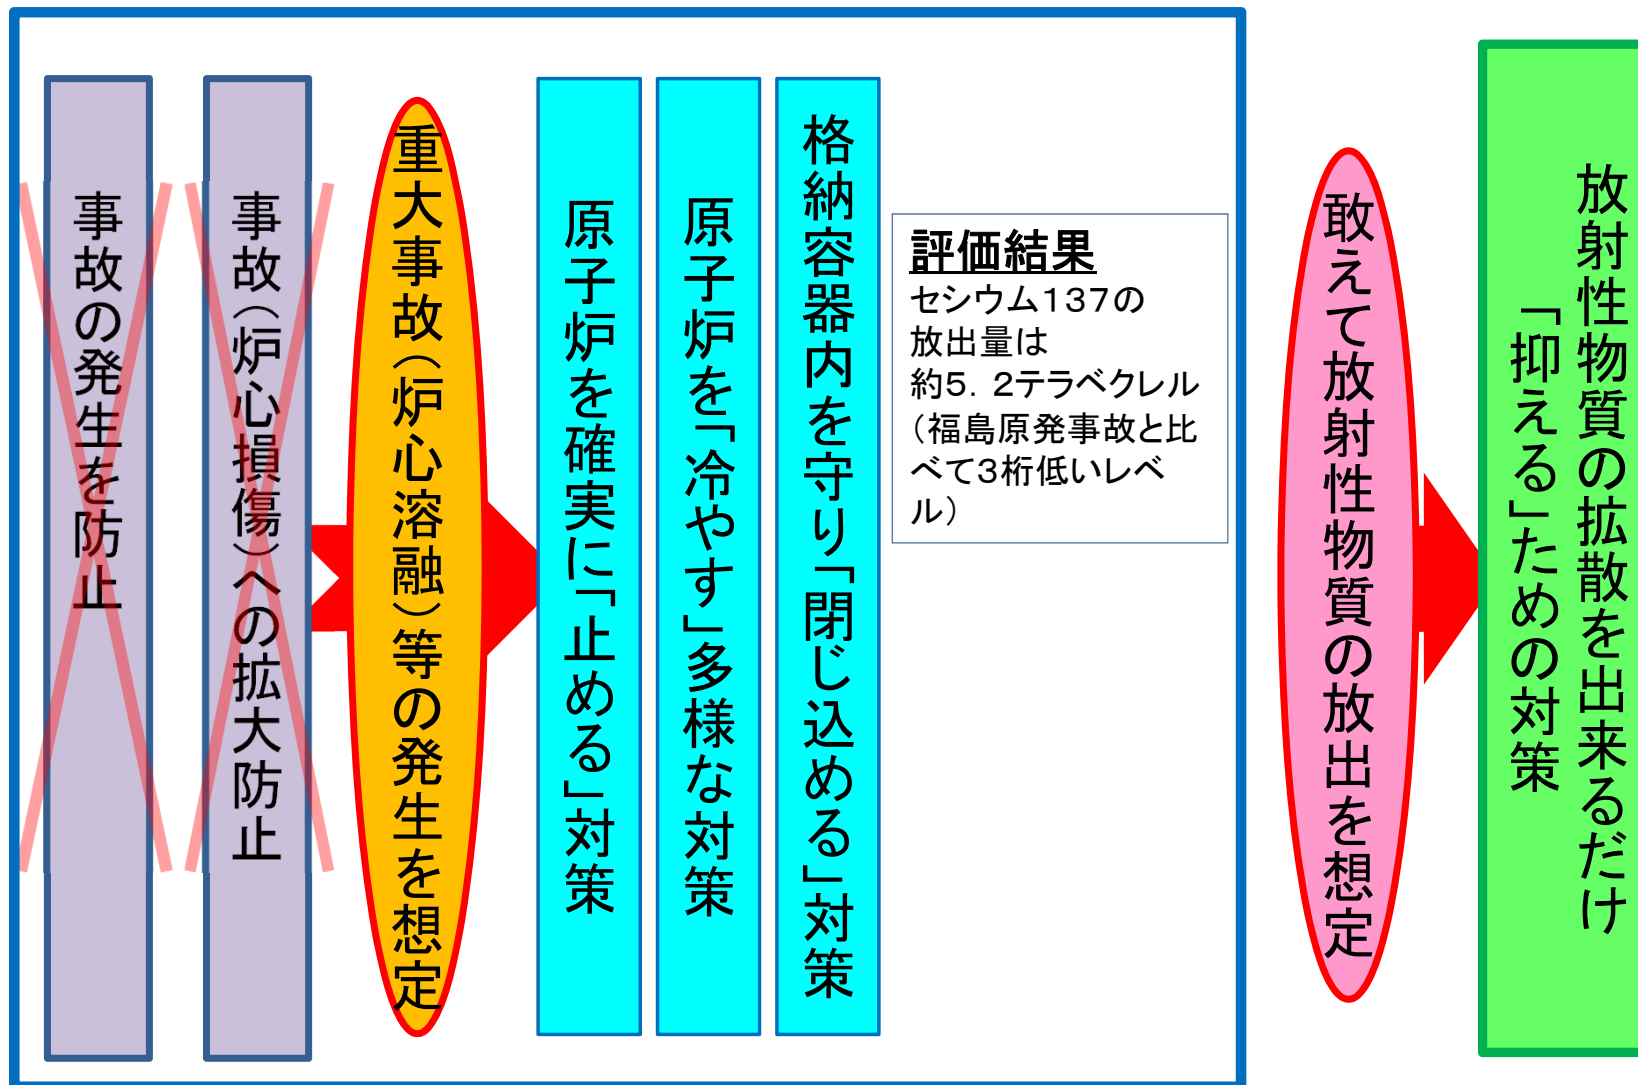 事故の発生を防止
事故（炉心損傷）への拡大防止
重大事故（炉心溶融）等の発生を想定
原子炉を確実に「止める」対策
原子炉を「冷やす」多様な対策
格納容器内を守り「閉じ込める」対策
評価結果
セシウム１３７の
放出量は
約５．２テラベクレル
（福島原発事故と比
べて３桁低いレベ
ル）
敢えて放射性物質の放出を想定
放射性物質の拡散を出来るだけ
「抑える」ための対策